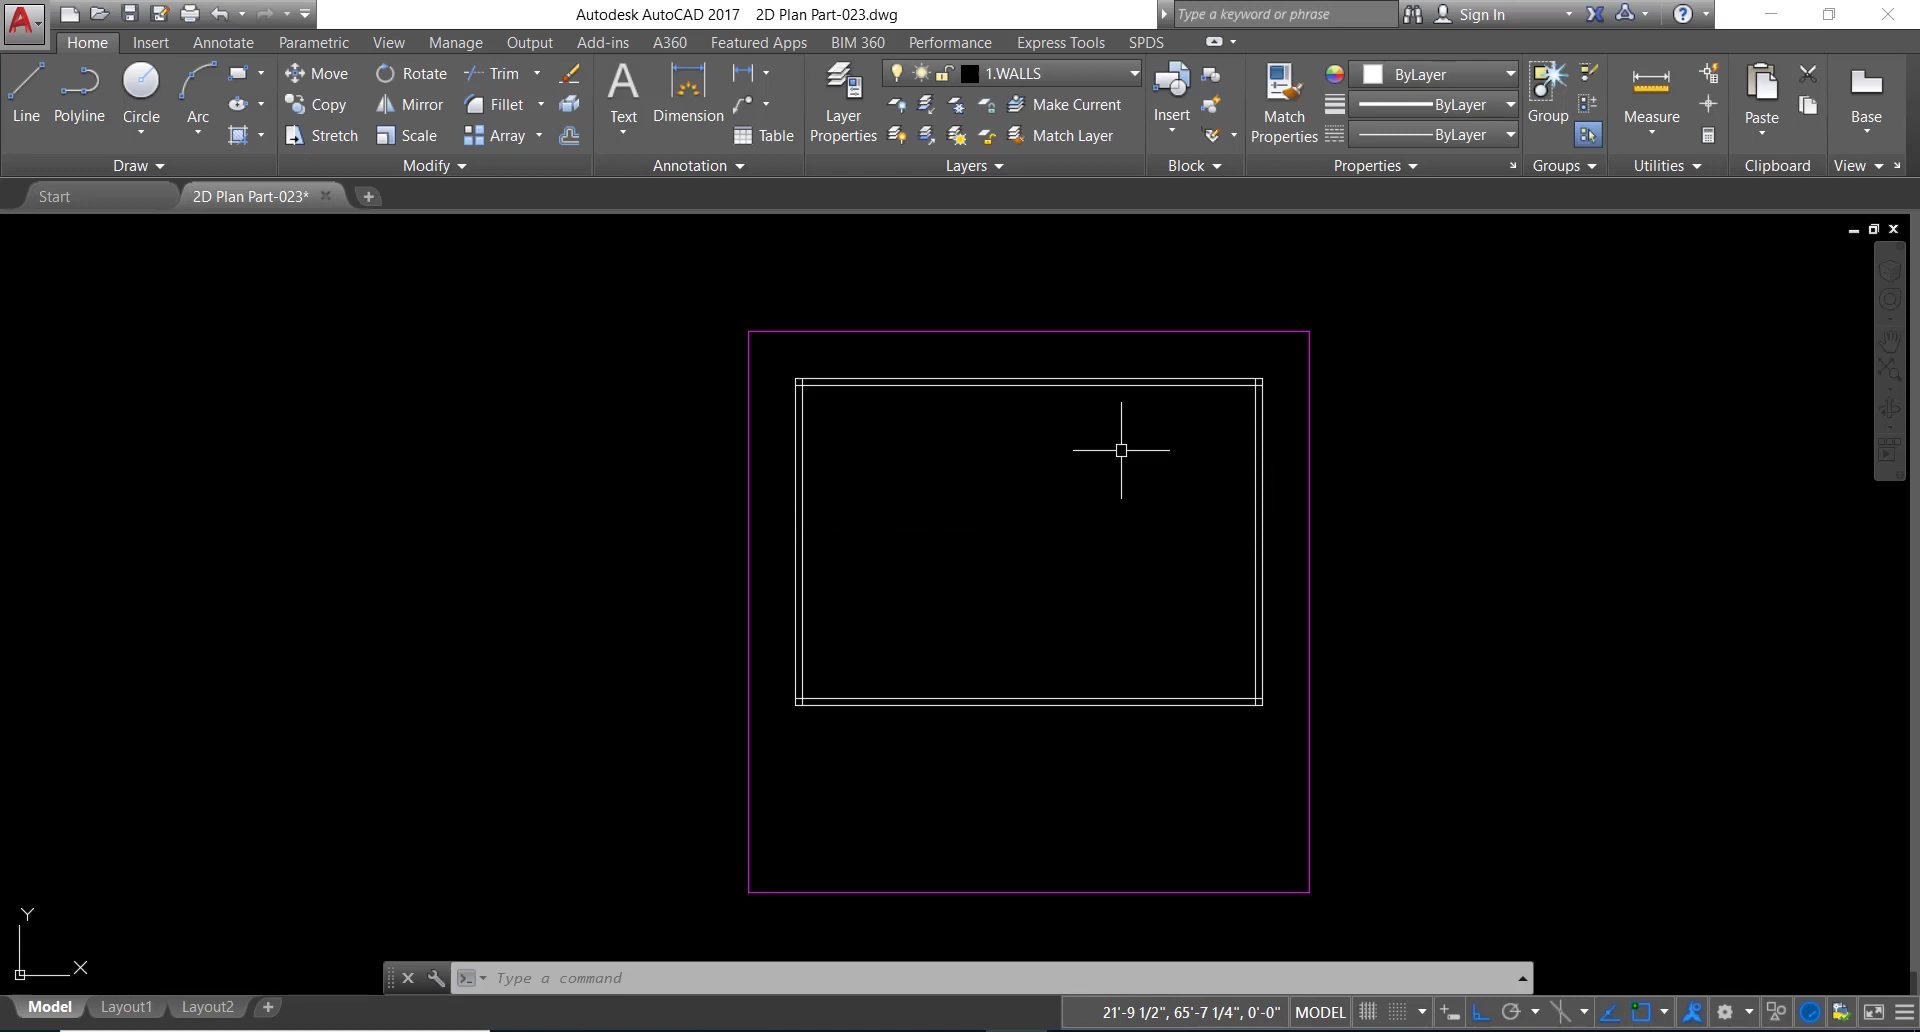 Autodesk AutoCAD 2017 2D Plan Part-023.dwg
Type a keyword or phrase
Sign In
Home Insert Annotate Parametric View Manage Output Add-ins A360 Featured Apps BIM 360 Performance Express Tools SPDS
Line Polyline Circle Arc
Move Rotate Trim
Copy Mirror Fillet
Stretch Scale Array
Text Dimension Table
Layer Properties
1.WALLS
Make Current
Match Layer
Insert
Match Properties
ByLayer
ByLayer
ByLayer
Group
Measure
Paste
Base
Draw Modify Annotation Layers Block Properties Groups Utilities Clipboard View
Start 2D Plan Part-023*
Y
X
Type a command
Model Layout1 Layout2
21'-9 1/2", 65'-7 1/4", 0'-0" MODEL